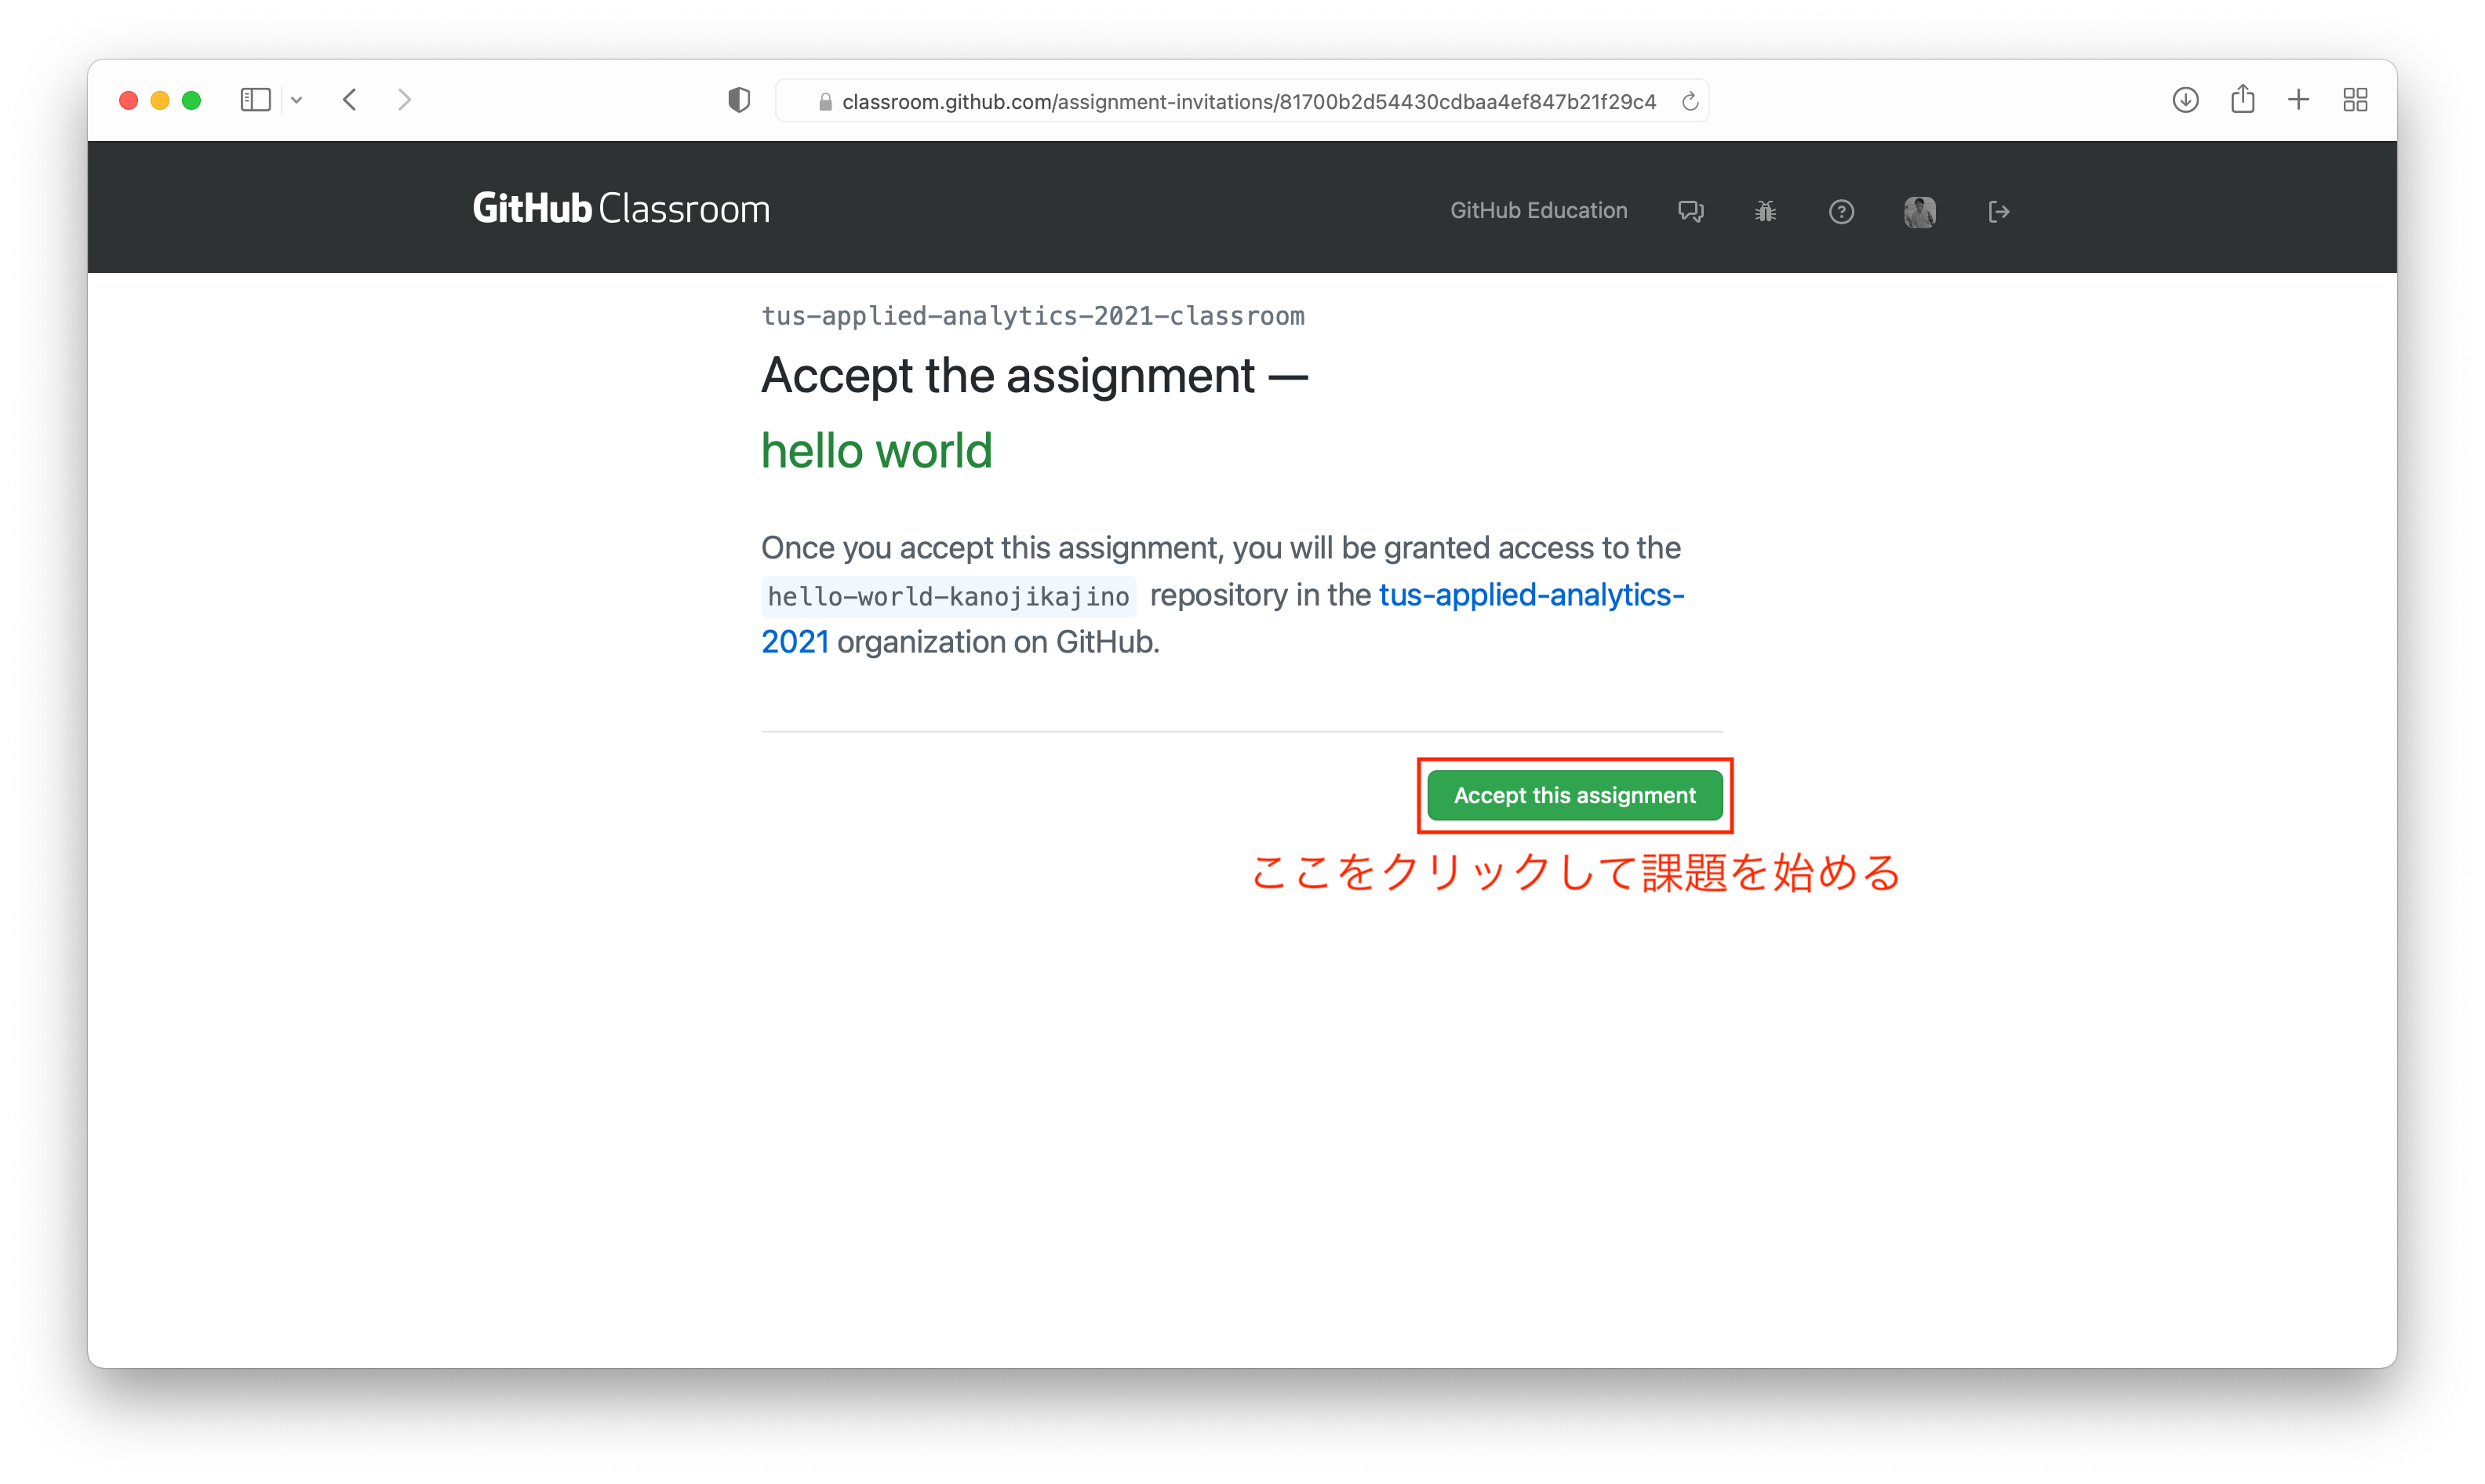 classroom.github.com/assignment-invitations/81700b2d54430cdbaa4ef847b21f29c4
GitHub Classroom
GitHub Education
tus-applied-analytics-2021-classroom
Accept the assignment —
hello world
Once you accept this assignment, you will be granted access to the
hello-world-kanojikajino repository in the tus-applied-analytics-
2021 organization on GitHub.
Accept this assignment
ここをクリックして課題を始める